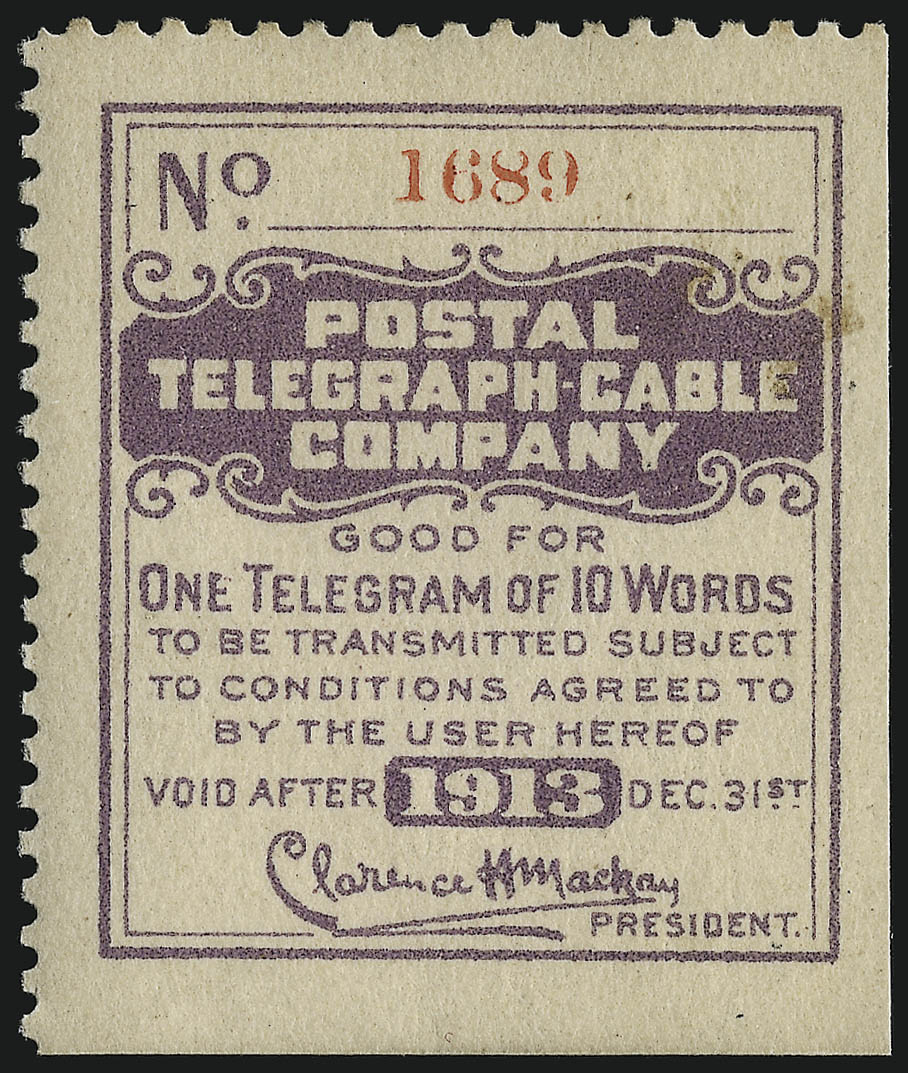 No. 1689
POSTAL
TELEGRAPH-CABLE
COMPANY
GOOD FOR
ONE TELEGRAM OF 10 WORDS
TO BE TRANSMITTED SUBJECT
TO CONDITIONS AGREED TO
BY THE USER HEREOF
VOID AFTER 1913 DEC. 31ST
Clarence H Mackay
PRESIDENT.